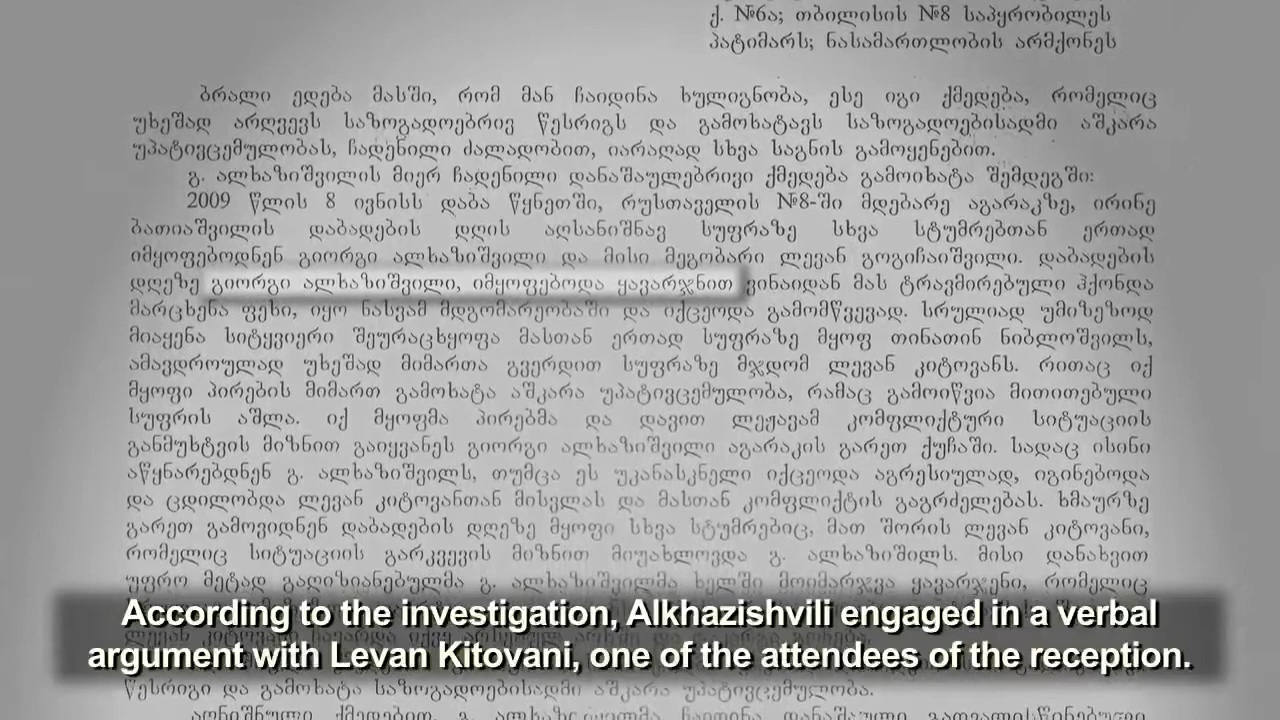 ქ. №6ა; თბილისის №8 საპყრობილეს
პატიმარს; ნასამართლობის არმქონეს
ბრალი ედება მასში, რომ მან ჩაიდინა ხულიგნობა, ესე იგი ქმედება, რომელიც
უხეშად არღვევს საზოგადოებრივ წესრიგს და გამოხატავს საზოგადოებისადმი აშკარა
უპატივცემულობას, ჩადენილი ძალადობით, იარაღად სხვა საგნის გამოყენებით.
გ. ალხაზიშვილის მიერ ჩადენილი დანაშაულებრივი ქმედება გამოიხატა შემდეგში:
2009 წლის 8 ივნისს დაბა წყნეთში, რუსთაველის №8-ში მდებარე აგარაკზე, ირინე
ბათიაშვილის დაბადების დღის აღსანიშნავ სუფრაზე სხვა სტუმრებთან ერთად
იმყოფებოდნენ გიორგი ალხაზიშვილი და მისი მეგობარი ლევან გოგიჩაიშვილი. დაბადების
დღეზე გიორგი ალხაზიშვილი, იმყოფებოდა ყავარჯნით ვინაიდან მას ტრავმირებული ჰქონდა
მარცხენა ფეხი, იყო ნასვამ მდგომარეობაში და იქცეოდა გამომწვევად. სრულიად უმიზეზოდ
მიაყენა სიტყვიერი შეურაცხყოფა მასთან ერთად სუფრაზე მყოფ თინათინ ნიბლოშვილს,
ამავდროულად უხეშად მიმართა გვერდით სუფრაზე მჯდომ ლევან კიტოვანს. რითაც იქ
მყოფი პირების მიმართ გამოხატა აშკარა უპატივცემულობა, რამაც გამოიწვია მითითებული
სუფრის აშლა. იქ მყოფმა პირებმა და დავით ლეჟავამ კომფლიქტური სიტუაციის
განმუხტვის მიზნით გაიყვანეს გიორგი ალხაზიშვილი აგარაკის გარეთ ქუჩაში. სადაც ისინი
აწყნარებდნენ გ. ალხაზიშვილს, თუმცა ეს უკანასკნელი იქცეოდა აგრესიულად, იგინებოდა
და ცდილობდა ლევან კიტოვანთან მისვლას და მასთან კომფლიქტის გაგრძელებას. ხმაურზე
გარეთ გამოვიდნენ დაბადების დღეზე მყოფი სხვა სტუმრებიც, მათ შორის ლევან კიტოვანი,
რომელიც სიტუაციის გარკვევის მიზნით მიუახლოვდა გ. ალხაზიშილს. მისი დანახვით
უფრო მეტად გაღიზიანებულმა გ. ალხაზიშვილმა ხელში მოიმარჯვა ყავარჯენი, რომელიც
According to the investigation, Alkhazishvili engaged in a verbal
argument with Levan Kitovani, one of the attendees of the reception.
წესრიგი და გამოხატა საზოგადოებისადმი აშკარა უპატივცემულობა.
აღნიშნული ქმედებით, გ. ჩაიდინა დანაშაული